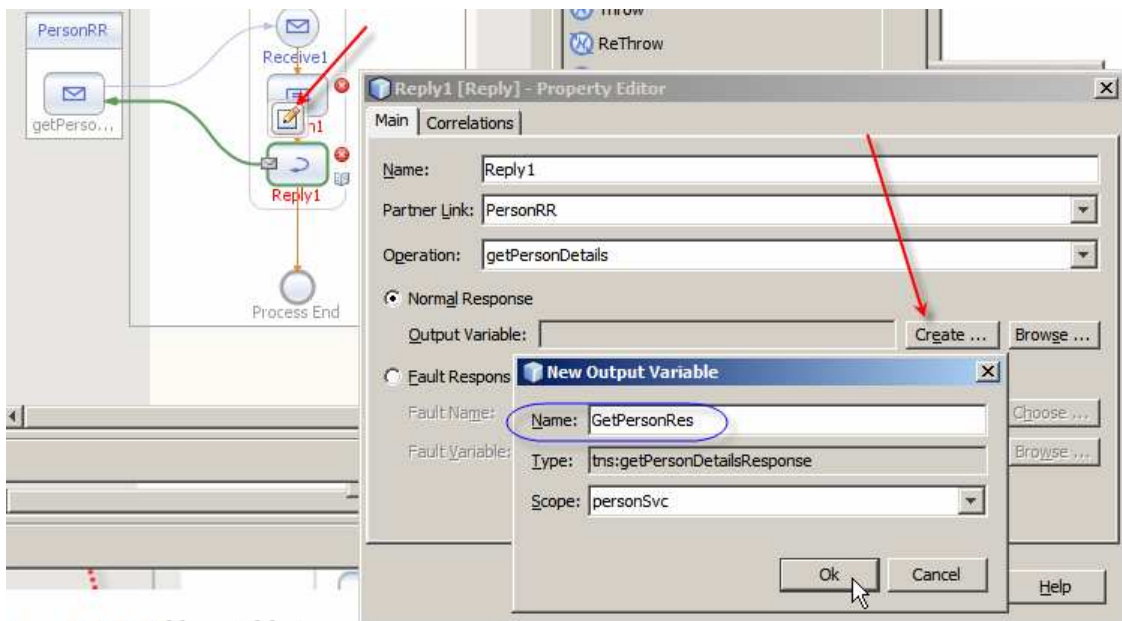 PersonRR
getPerso...
Receive1
n1
Reply1
Process End
Throw
ReThrow
Reply1 [Reply] - Property Editor
Main
Correlations
Name: Reply1
Partner Link: PersonRR
Operation: getPersonDetails
Normal Response
Output Variable:
Create ...
Browse ...
Fault Respons
Fault Name:
Choose ...
Fault Variable:
Browse ...
New Output Variable
Name: GetPersonRes
Type: tns:getPersonDetailsResponse
Scope: personSvc
Ok
Cancel
Help